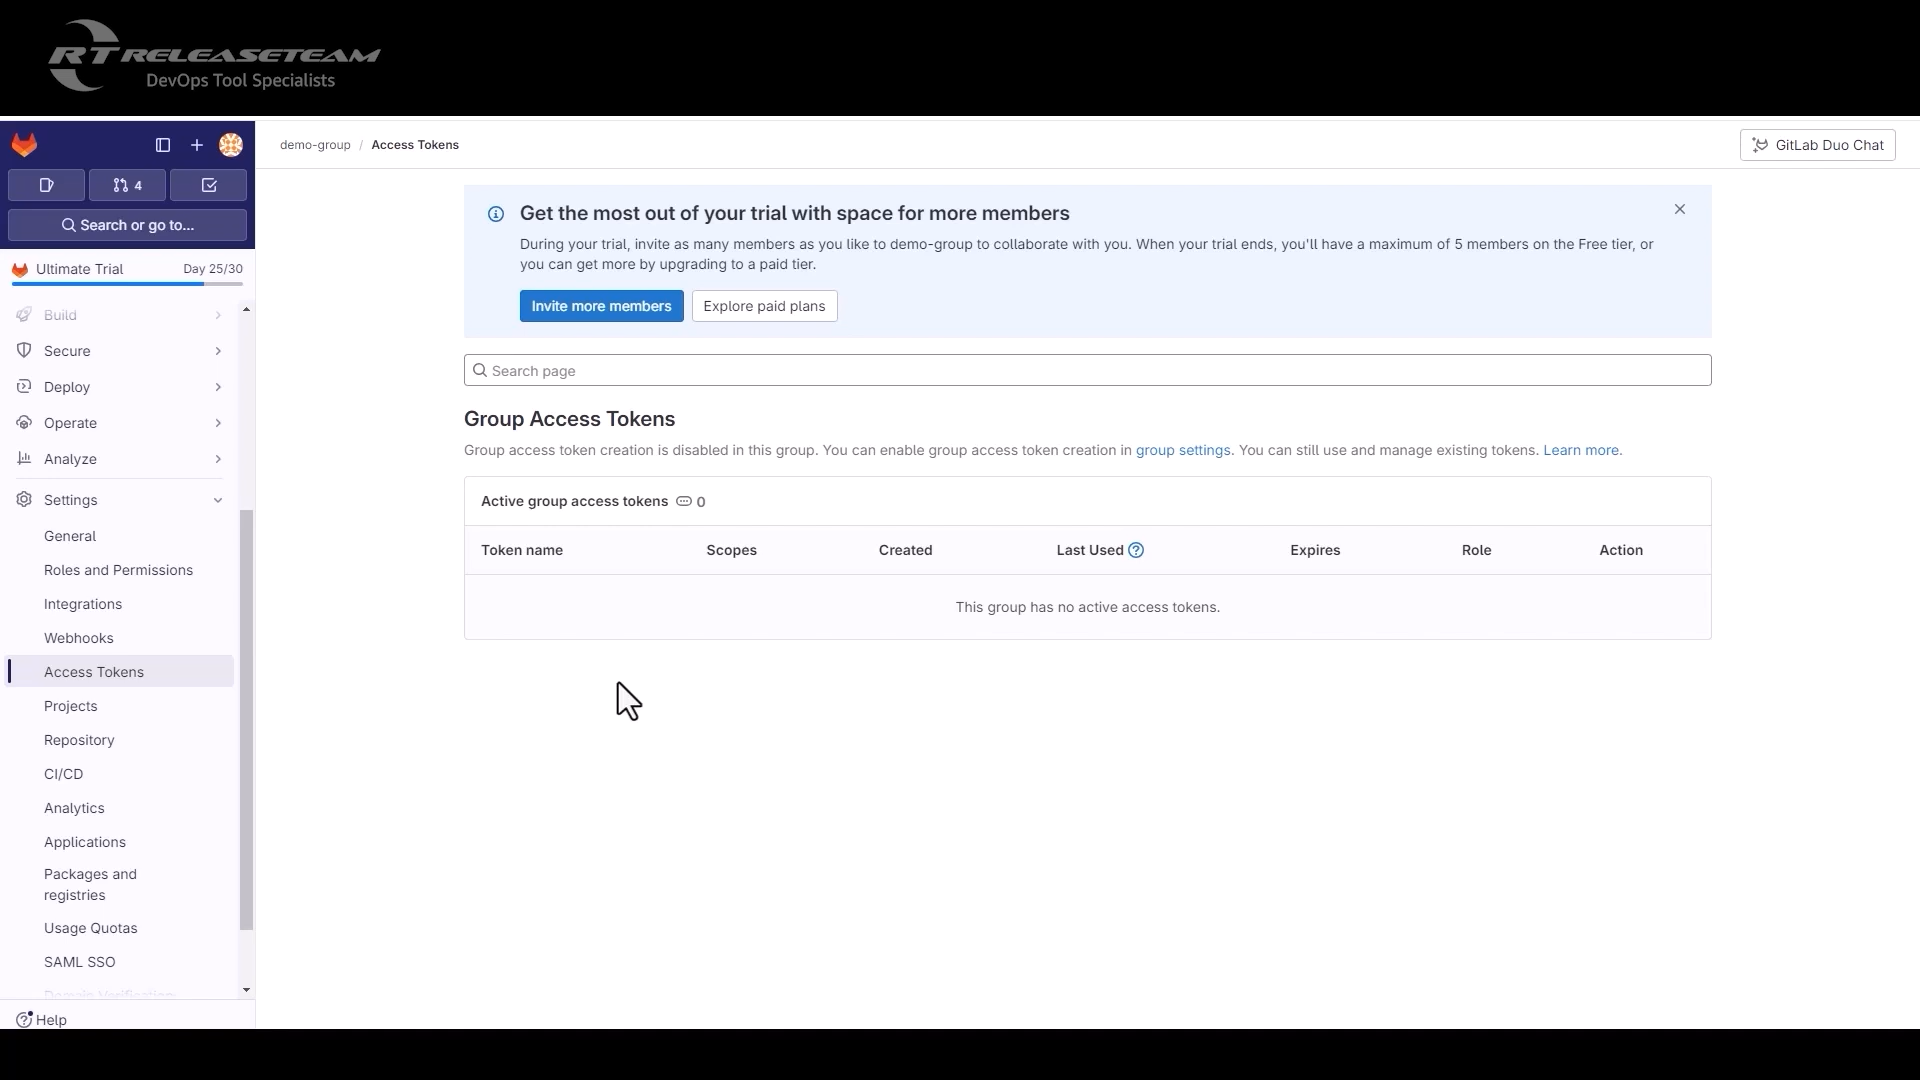 RT RELEASETEAM
DevOps Tool Specialists
demo-group / Access Tokens
GitLab Duo Chat
4
Search or go to...
Ultimate Trial Day 25/30
Build
Secure
Deploy
Operate
Analyze
Settings
General
Roles and Permissions
Integrations
Webhooks
Access Tokens
Projects
Repository
CI/CD
Analytics
Applications
Packages and
registries
Usage Quotas
SAML SSO
Domain Verification
Help
Get the most out of your trial with space for more members
During your trial, invite as many members as you like to demo-group to collaborate with you. When your trial ends, you'll have a maximum of 5 members on the Free tier, or
you can get more by upgrading to a paid tier.
Invite more members Explore paid plans
Search page
Group Access Tokens
Group access token creation is disabled in this group. You can enable group access token creation in group settings. You can still use and manage existing tokens. Learn more.
Active group access tokens 0
Token name Scopes Created Last Used Expires Role Action
This group has no active access tokens.